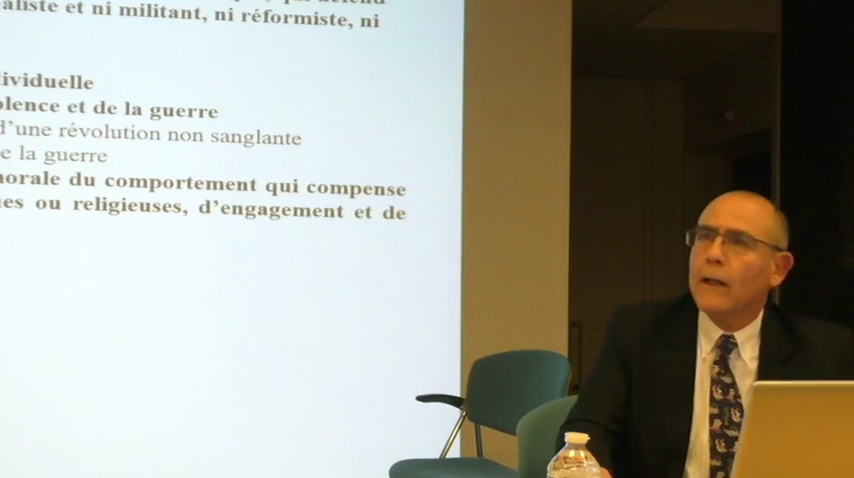 aliste et ni militant, ni réformiste, ni
ividuelle
olence et de la guerre
d'une révolution non sanglante
e la guerre
morale du comportement qui compense
ues ou religieuses, d'engagement et de